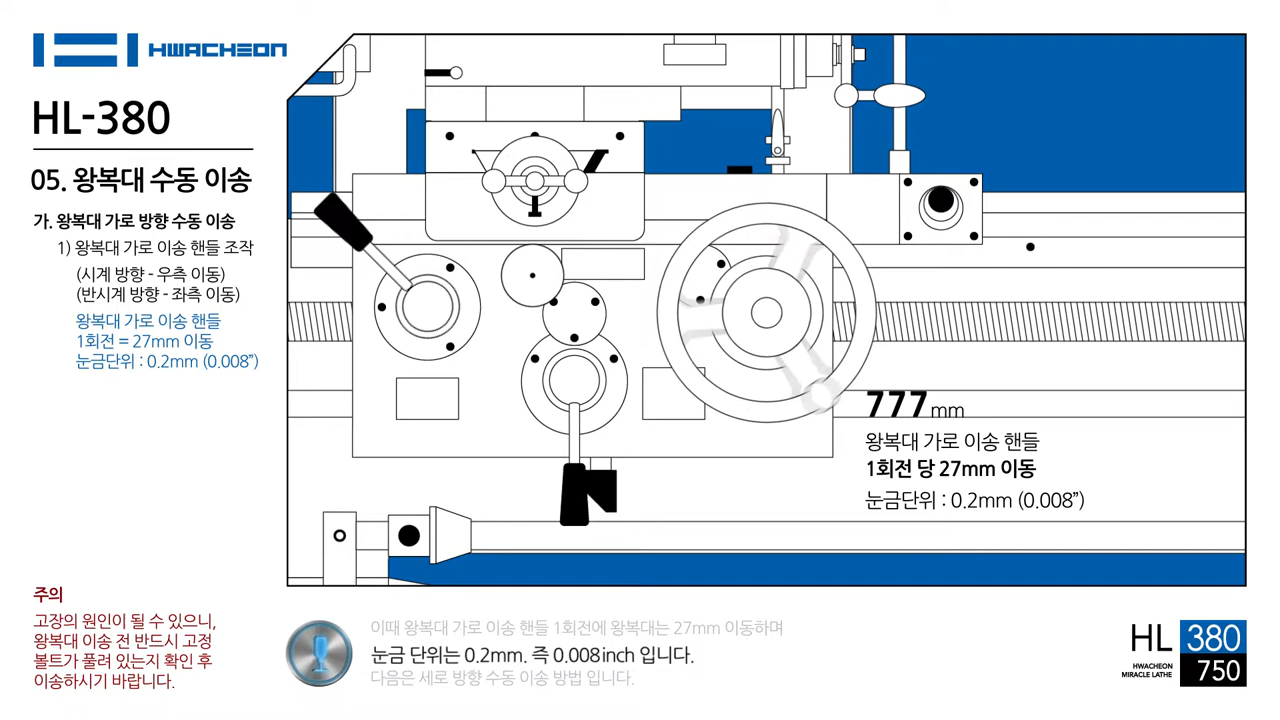 HWACHEON
HL-380
05. 왕복대 수동 이송
가. 왕복대 가로 방향 수동 이송
1) 왕복대 가로 이송 핸들 조작
(시계 방향 - 우측 이동)
(반시계 방향 - 좌측 이동)
왕복대 가로 이송 핸들
1회전 = 27mm 이동
눈금단위 : 0.2mm (0.008”)
777 mm
왕복대 가로 이송 핸들
1회전 당 27mm 이동
눈금단위 : 0.2mm (0.008”)
주의
고장의 원인이 될 수 있으니,
왕복대 이송 전 반드시 고정
볼트가 풀려 있는지 확인 후
이송하시기 바랍니다.
이때 왕복대 가로 이송 핸들 1회전에 왕복대는 27mm 이동하며
눈금 단위는 0.2mm. 즉 0.008inch 입니다.
다음은 세로 방향 수동 이송 방법 입니다.
HL 380
HWACHEON
MIRACLE LATHE
750